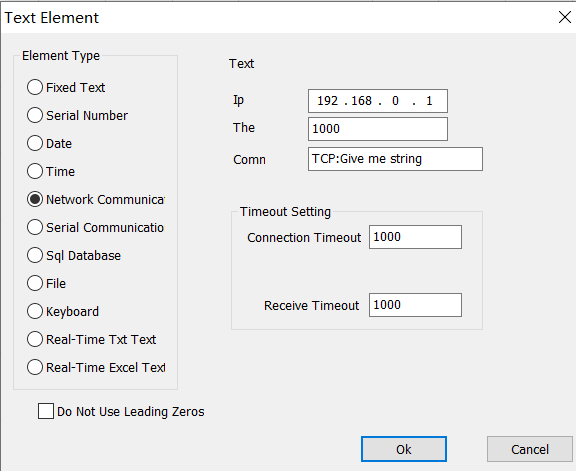 Text Element
Element Type
Fixed Text
Serial Number
Date
Time
Network Communicat
Serial Communicatio
Sql Database
File
Keyboard
Real-Time Txt Text
Real-Time Excel Text
Do Not Use Leading Zeros
Text
Ip 192 . 168 . 0 . 1
The 1000
Comn TCP:Give me string
Timeout Setting
Connection Timeout 1000
Receive Timeout 1000
Ok Cancel